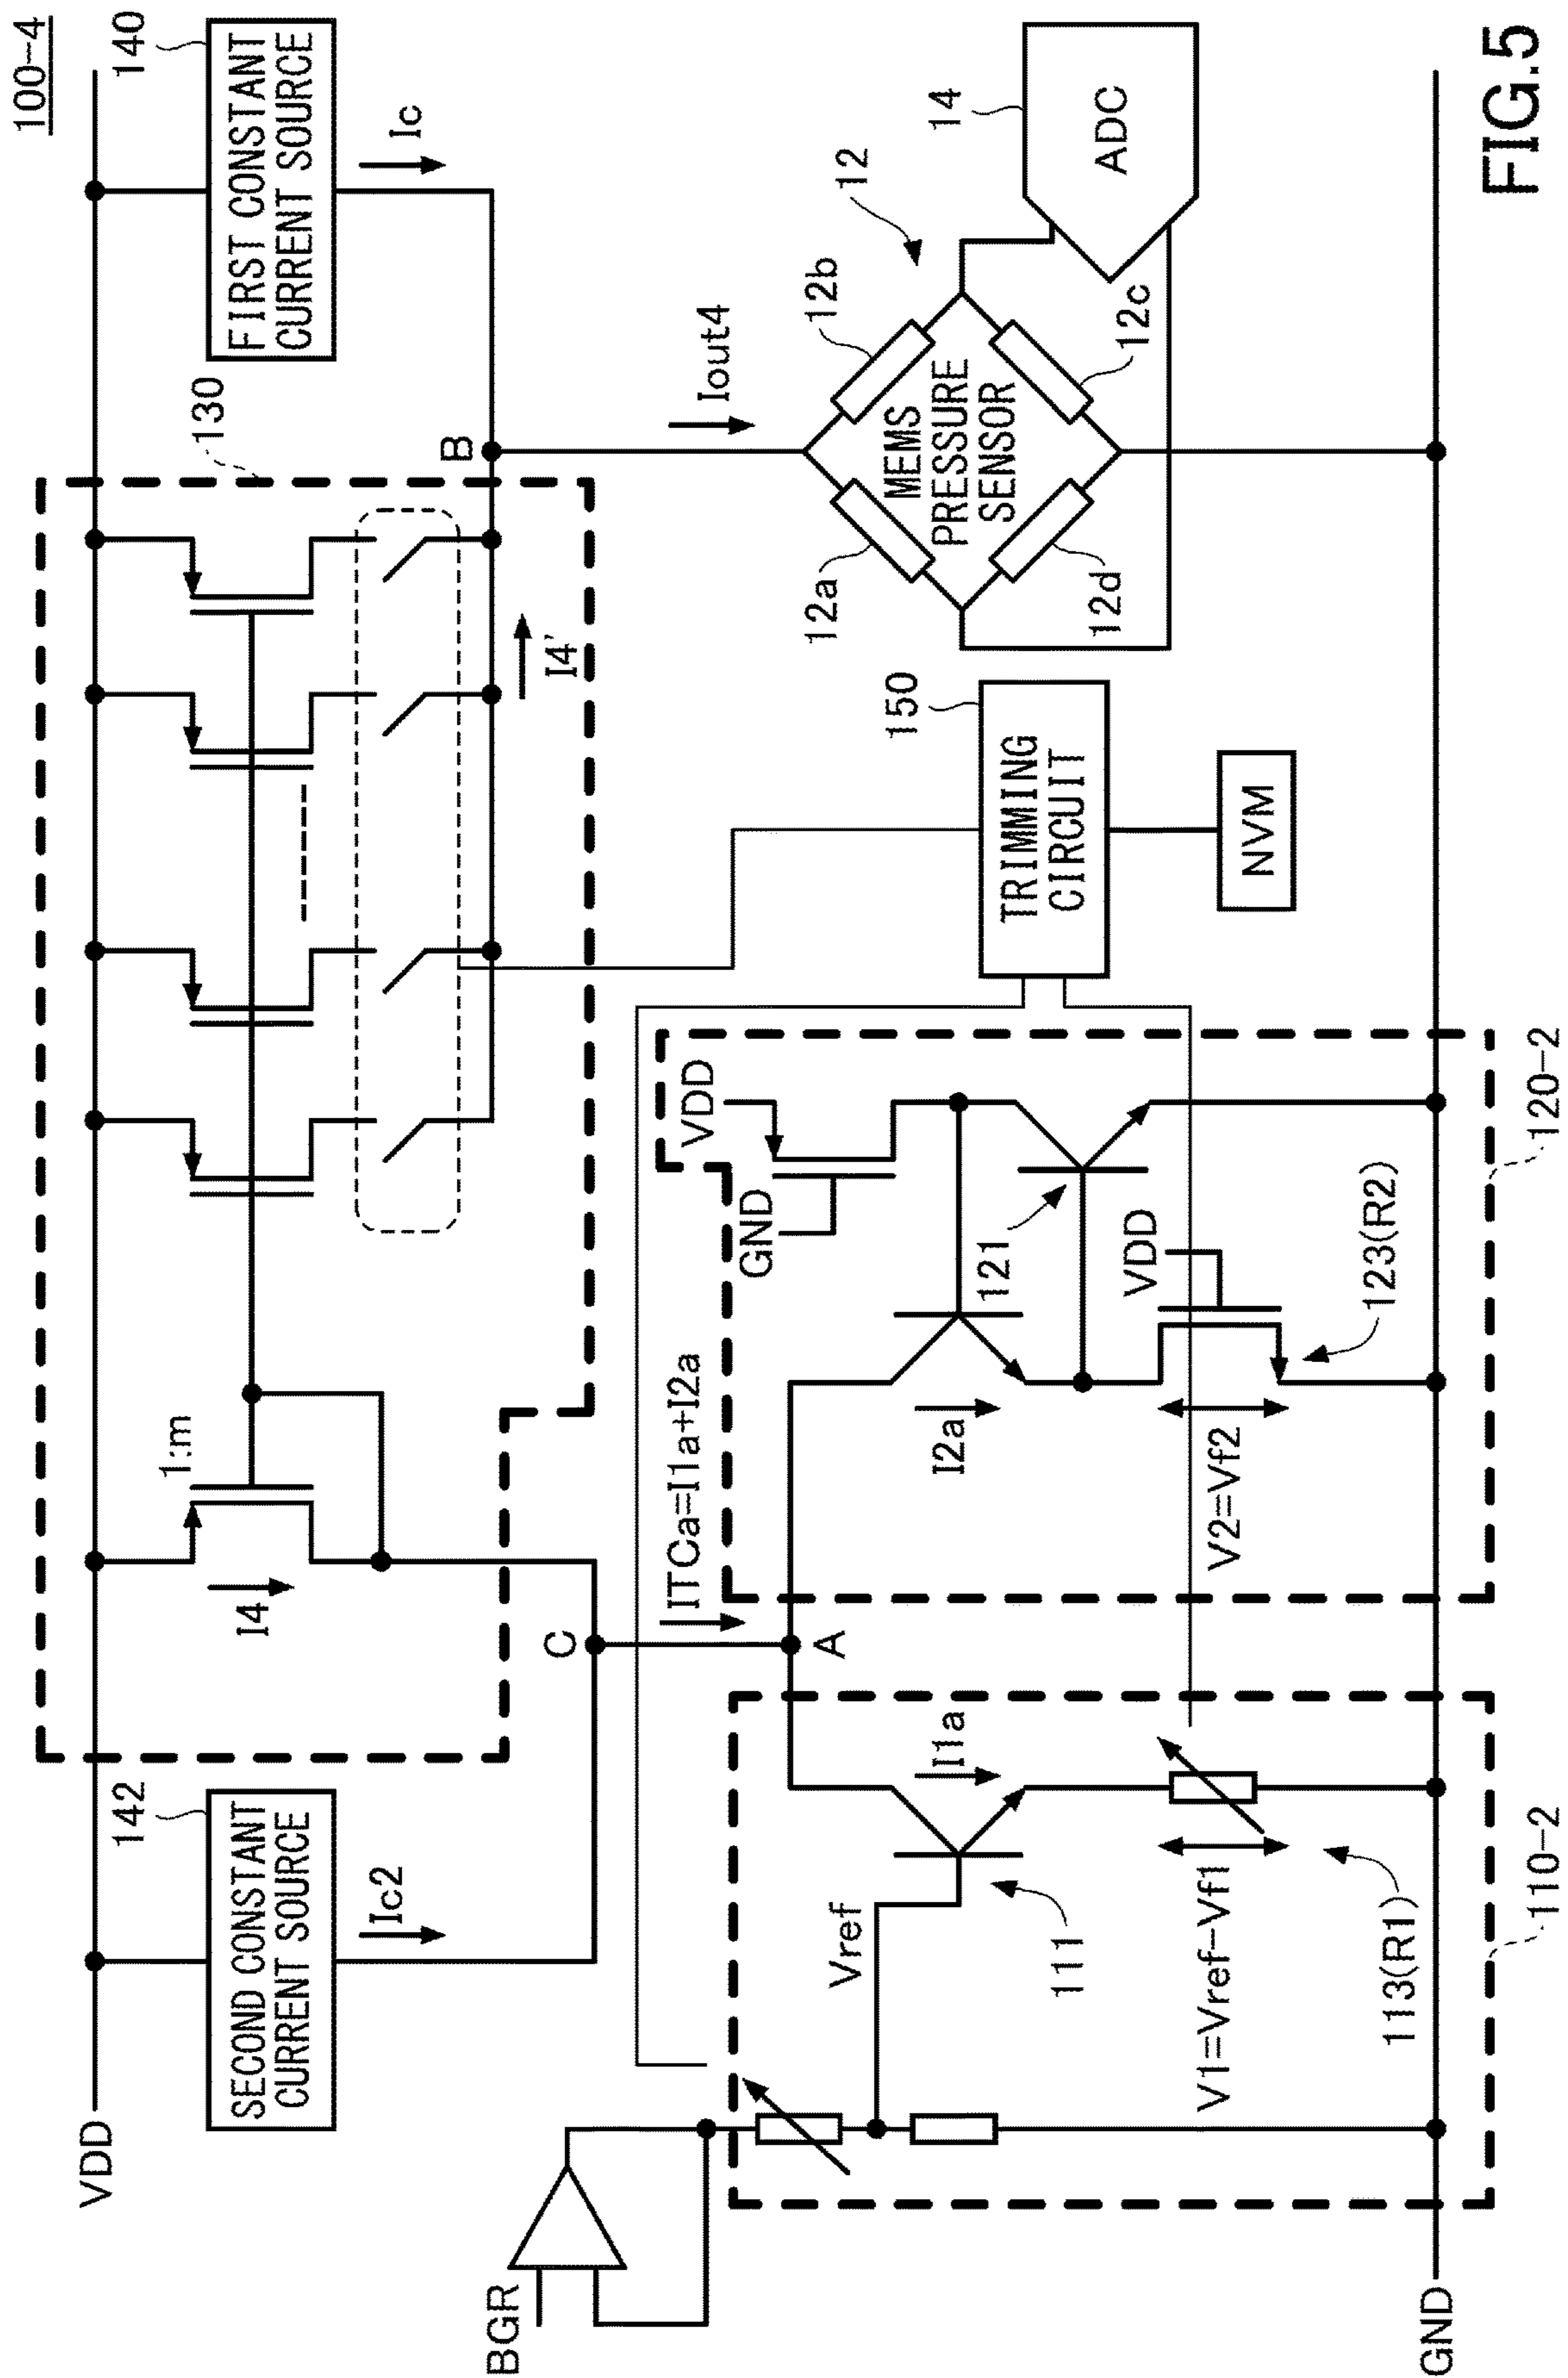 100-4
VDD
SECOND CONSTANT
CURRENT SOURCE
142
Ic2
I4
1:m
130
I4'
B
FIRST CONSTANT
CURRENT SOURCE
140
Ic
C
ITCa=I1a+I2a
A
Iout4
12
12a
12b
12c
12d
MEMS
PRESSURE
SENSOR
14
ADC
150
TRIMMING
CIRCUIT
NVM
BGR
Vref
111
I1a
V1=Vref-Vf1
113(R1)
110-2
VDD
GND
121
I2a
V2=Vf2
VDD
123(R2)
120-2
GND
FIG.5